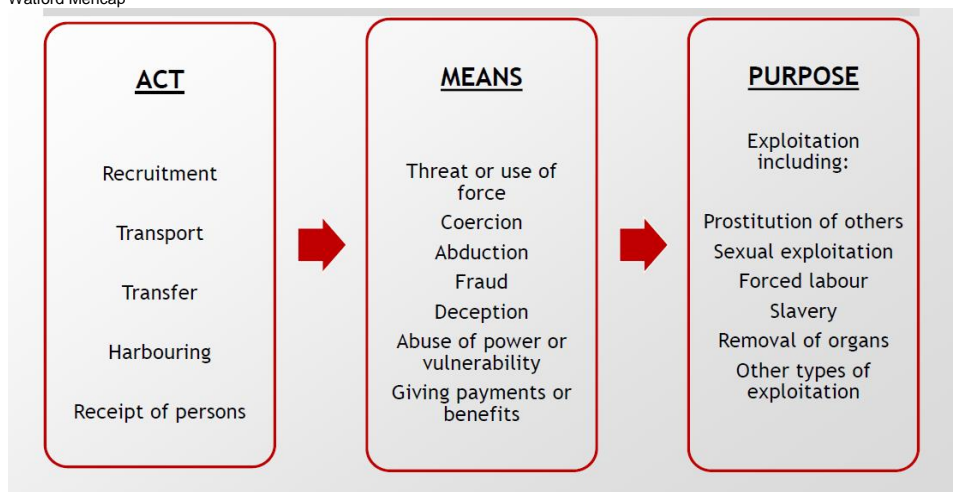 Watford Mencap
ACT
Recruitment
Transport
Transfer
Harbouring
Receipt of persons
MEANS
Threat or use of
force
Coercion
Abduction
Fraud
Deception
Abuse of power or
vulnerability
Giving payments or
benefits
PURPOSE
Exploitation
including:
Prostitution of others
Sexual exploitation
Forced labour
Slavery
Removal of organs
Other types of
exploitation